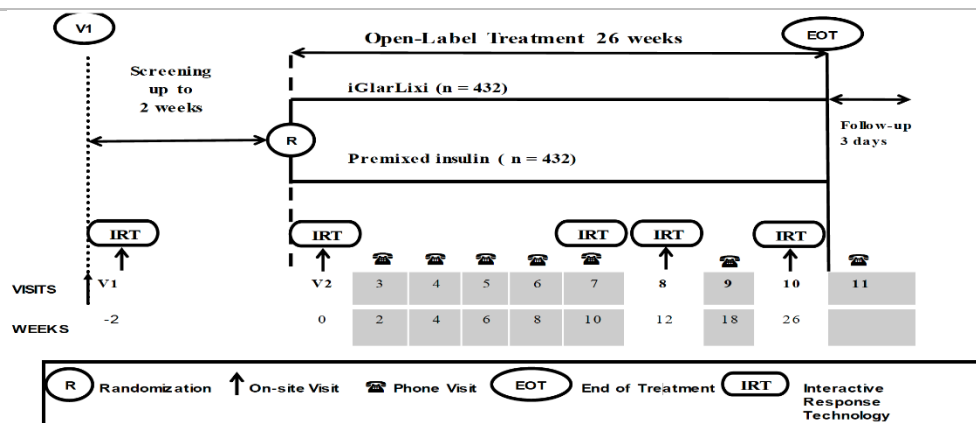 V1
Open-Label Treatment 26 weeks
EOT
Screening
up to
2 weeks
iGlarLixi (n = 432)
R
Follow-up
3 days
Premixed insulin ( n = 432)
IRT IRT IRT IRT IRT
VISITS V1 V2 3 4 5 6 7 8 9 10 11
WEEKS -2 0 2 4 6 8 10 12 18 26
R Randomization On-site Visit Phone Visit EOT End of Treatment IRT Interactive
Response
Technology